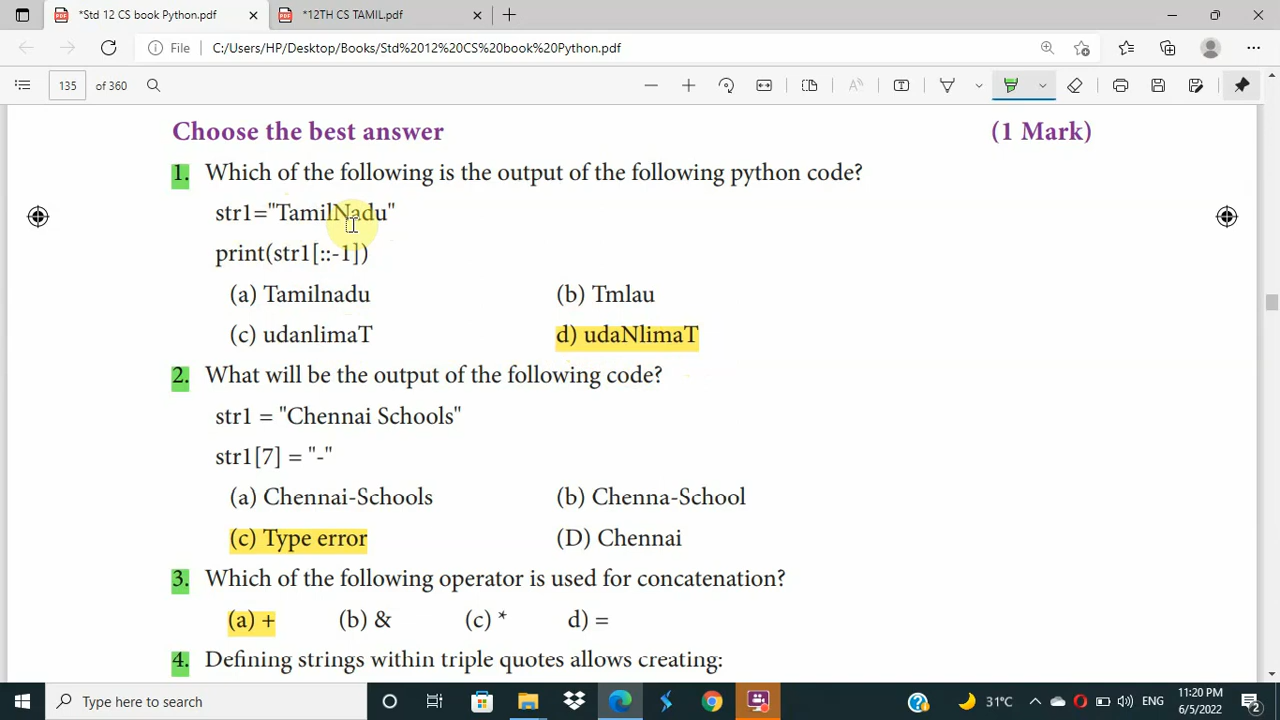 *Std 12 CS book Python.pdf
*12TH CS TAMIL.pdf
File
C:/Users/HP/Desktop/Books/Std%2012%20CS%20book%20Python.pdf
135 of 360
Choose the best answer (1 Mark)
1. Which of the following is the output of the following python code?
str1="TamilNadu"
print(str1[::-1])
(a) Tamilnadu (b) Tmlau
(c) udanlimaT d) udaNlimaT
2. What will be the output of the following code?
str1 = "Chennai Schools"
str1[7] = "-"
(a) Chennai-Schools (b) Chenna-School
(c) Type error (D) Chennai
3. Which of the following operator is used for concatenation?
(a) + (b) & (c) * d) =
4. Defining strings within triple quotes allows creating:
Type here to search
31°C
ENG
11:20 PM
6/5/2022
2